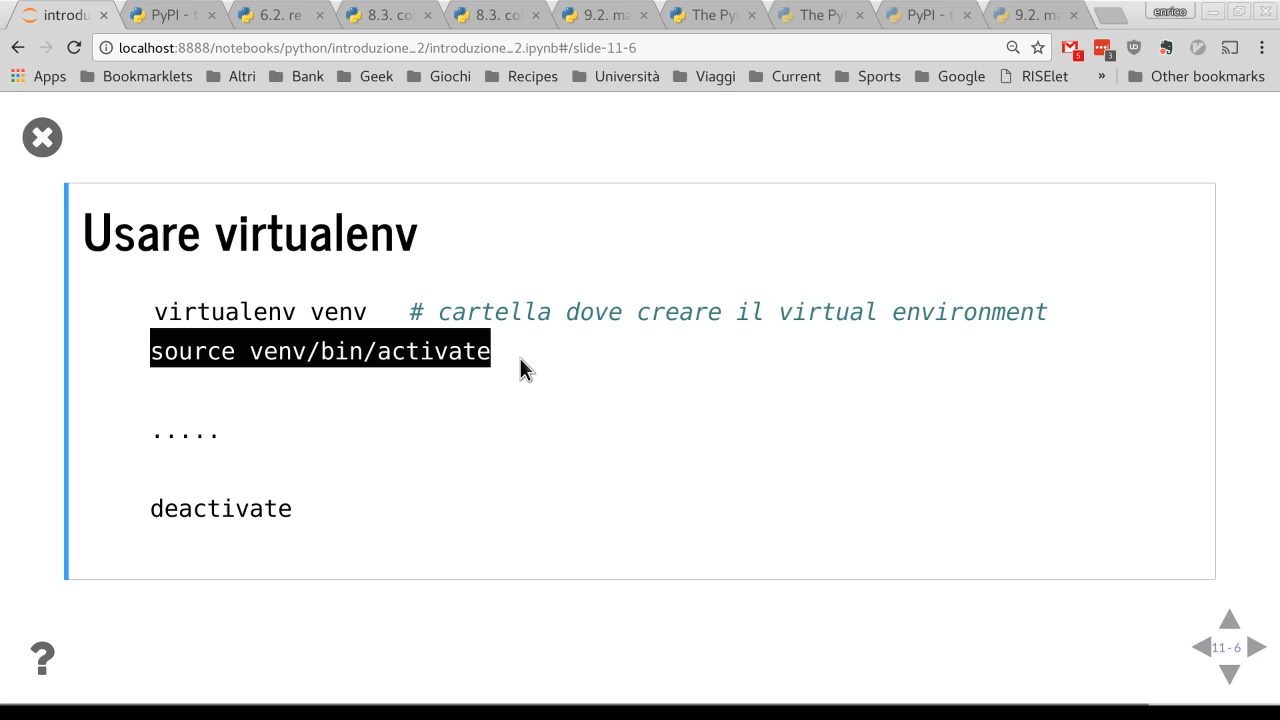 introdu
PyPI - t
6.2. re
8.3. co
8.3. col
9.2. ma
The Py
The Py
PyPI - t
9.2. ma
enrico
localhost:8888/notebooks/python/introduzione_2/introduzione_2.ipynb#/slide-11-6
5
3
Apps Bookmarklets Altri Bank Geek Giochi Recipes Università Viaggi Current Sports Google RISElet » Other bookmarks
Usare virtualenv
virtualenv venv # cartella dove creare il virtual environment
source venv/bin/activate
.....
deactivate
?
11-6